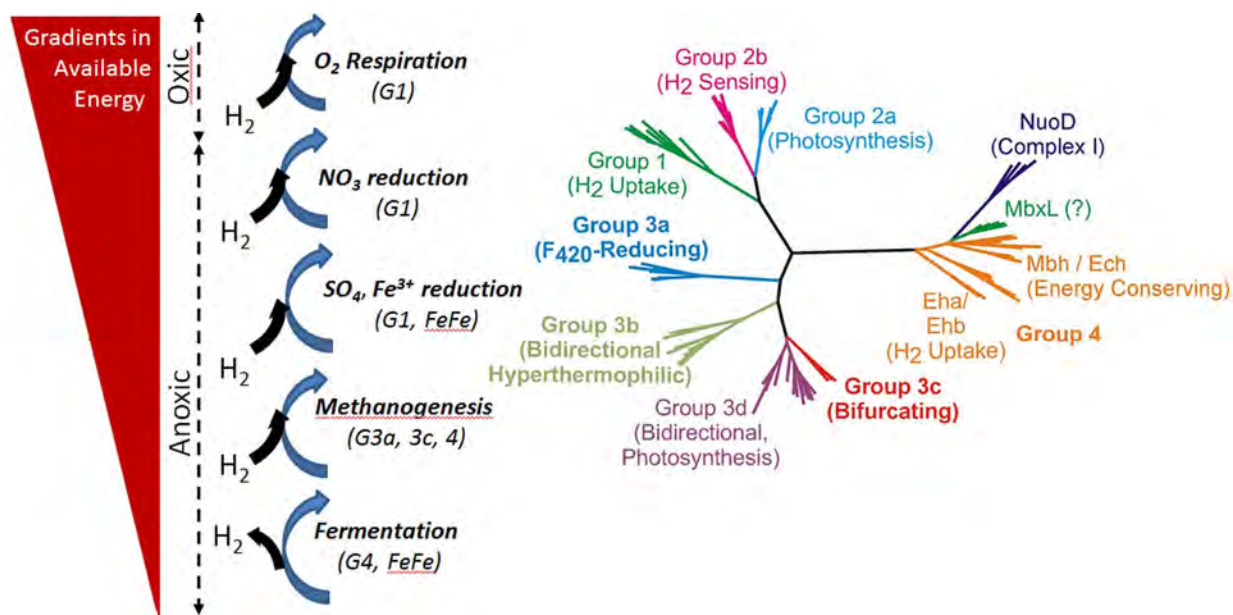 Gradients in
Available
Energy
Oxic
Anoxic
H2
O2 Respiration
(G1)
H2
NO3 reduction
(G1)
H2
SO4, Fe3+ reduction
(G1, FeFe)
H2
Methanogenesis
(G3a, 3c, 4)
H2
Fermentation
(G4, FeFe)
Group 2b
(H2 Sensing)
Group 2a
(Photosynthesis)
Group 1
(H2 Uptake)
Group 3a
(F420-Reducing)
Group 3b
(Bidirectional
Hyperthermophilic)
Group 3d
(Bidirectional,
Photosynthesis)
Group 3c
(Bifurcating)
NuoD
(Complex I)
MbxL (?)
Mbh / Ech
(Energy Conserving)
Eha/
Ehb
(H2 Uptake)
Group 4